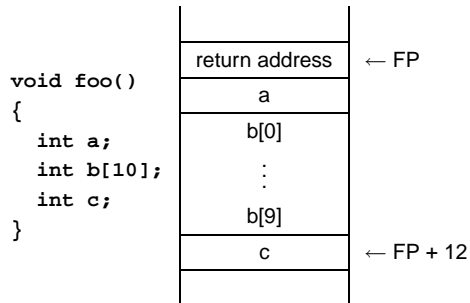 void foo()
{
int a;
int b[10];
int c;
}
return address
a
b[0]
⋮
b[9]
c
← FP
← FP + 12